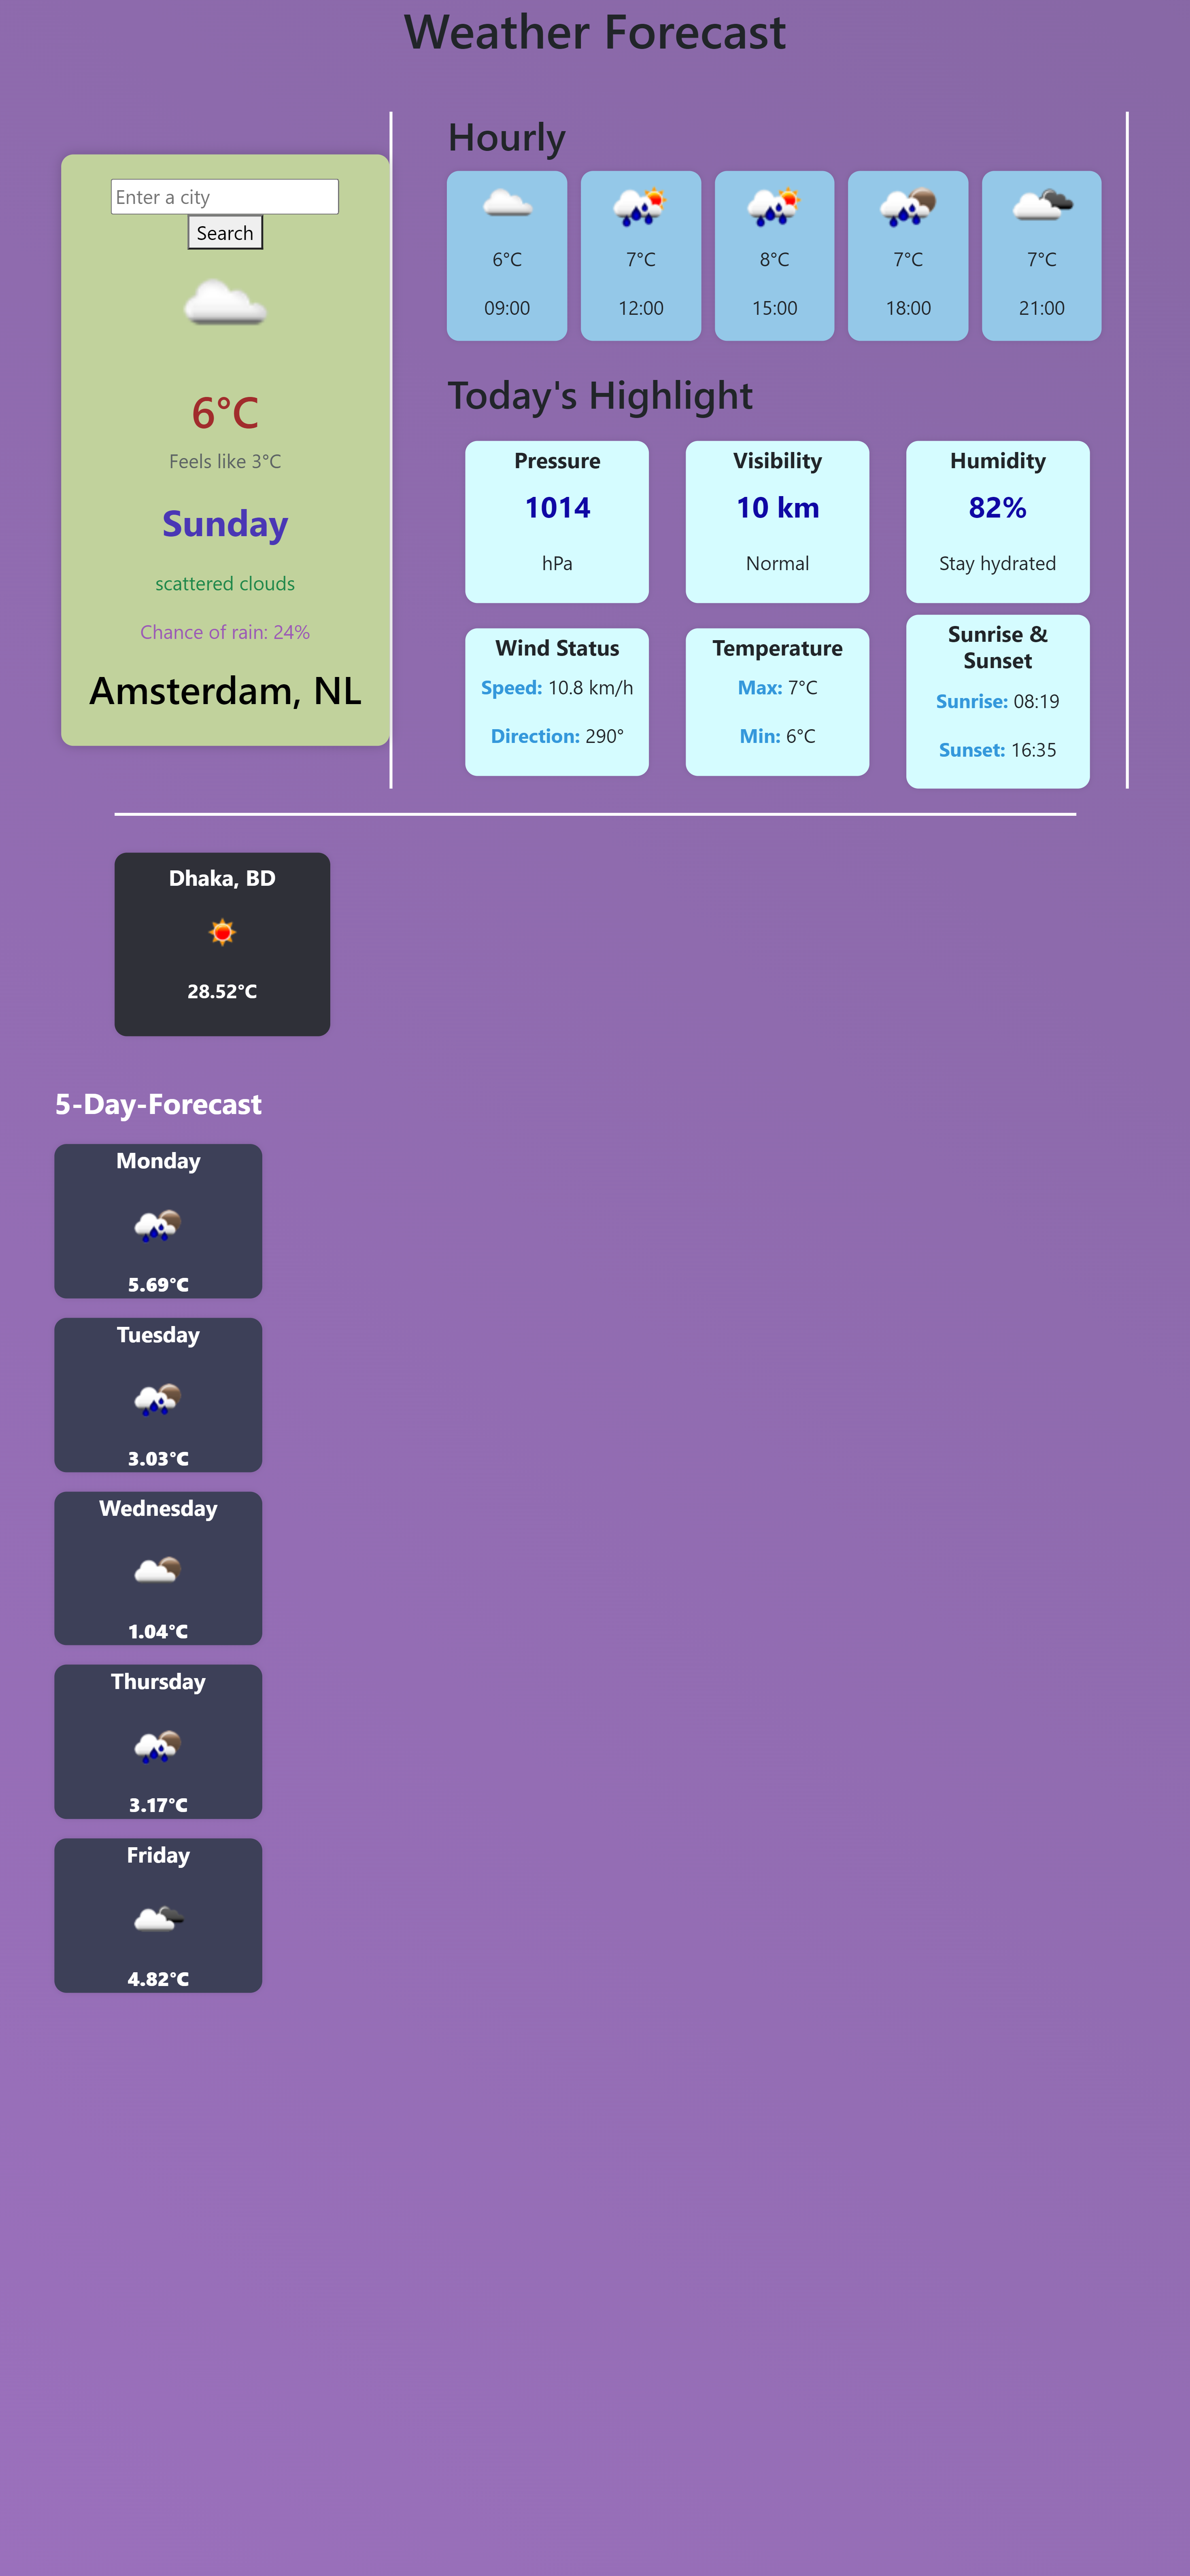 Weather Forecast
Enter a city
Search
6°C
Feels like 3°C
Sunday
scattered clouds
Chance of rain: 24%
Amsterdam, NL
Hourly
6°C
09:00
7°C
12:00
8°C
15:00
7°C
18:00
7°C
21:00
Today's Highlight
Pressure
1014
hPa
Visibility
10 km
Normal
Humidity
82%
Stay hydrated
Wind Status
Speed: 10.8 km/h
Direction: 290°
Temperature
Max: 7°C
Min: 6°C
Sunrise &
Sunset
Sunrise: 08:19
Sunset: 16:35
Dhaka, BD
28.52°C
5-Day-Forecast
Monday
5.69°C
Tuesday
3.03°C
Wednesday
1.04°C
Thursday
3.17°C
Friday
4.82°C